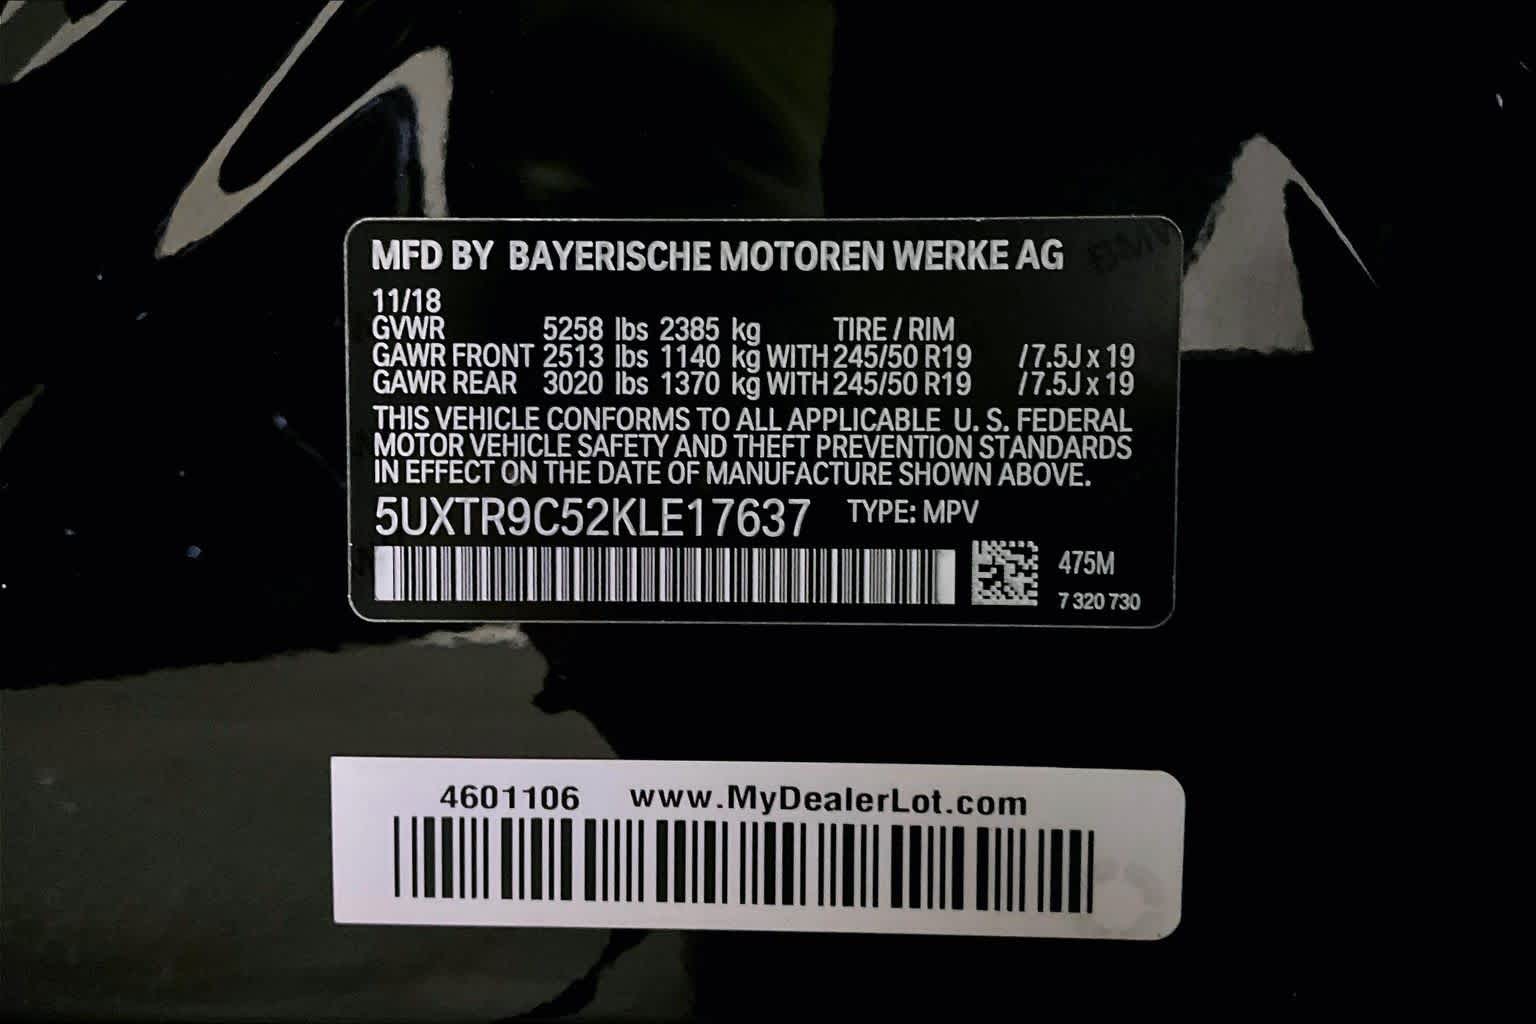 MFD BY BAYERISCHE MOTOREN WERKE AG
11/18
GVWR 5258 lbs 2385 kg TIRE / RIM
GAWR FRONT 2513 lbs 1140 kg WITH 245/50 R19 / 7.5J x 19
GAWR REAR 3020 lbs 1370 kg WITH 245/50 R19 / 7.5J x 19
THIS VEHICLE CONFORMS TO ALL APPLICABLE U. S. FEDERAL
MOTOR VEHICLE SAFETY AND THEFT PREVENTION STANDARDS
IN EFFECT ON THE DATE OF MANUFACTURE SHOWN ABOVE.
5UXTR9C52KLE17637 TYPE: MPV
475M
7 320 730
4601106 www.MyDealerLot.com